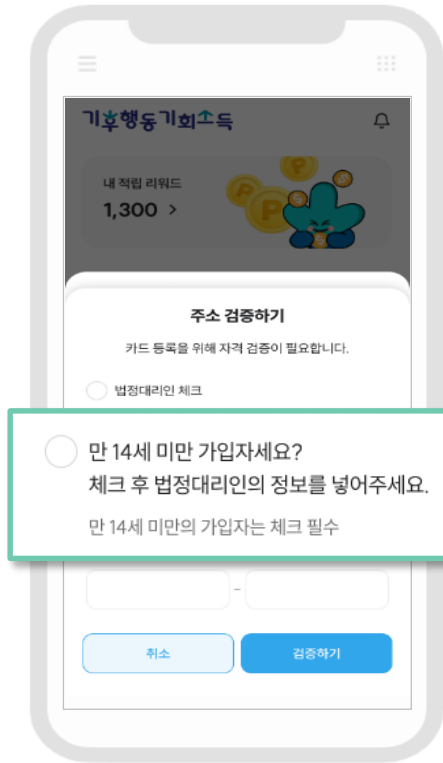 기후행동기회소득
내 적립 리워드
1,300 >
주소 검증하기
카드 등록을 위해 자격 검증이 필요합니다.
법정대리인 체크
만 14세 미만 가입자세요?
체크 후 법정대리인의 정보를 넣어주세요.
만 14세 미만의 가입자는 체크 필수
-
취소
검증하기